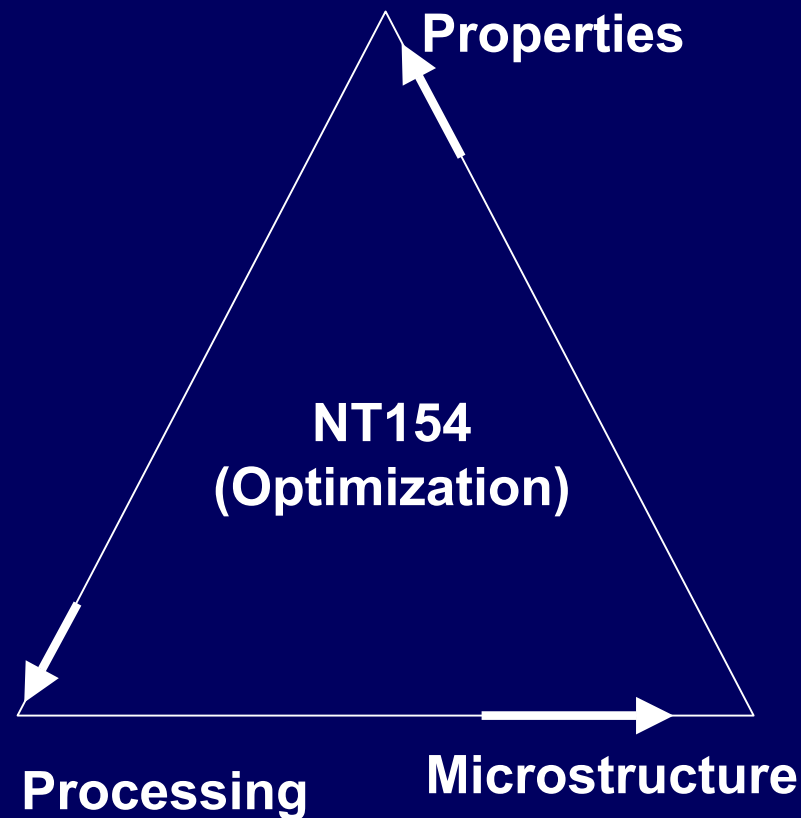 Properties
NT154
(Optimization)
Microstructure
Processing